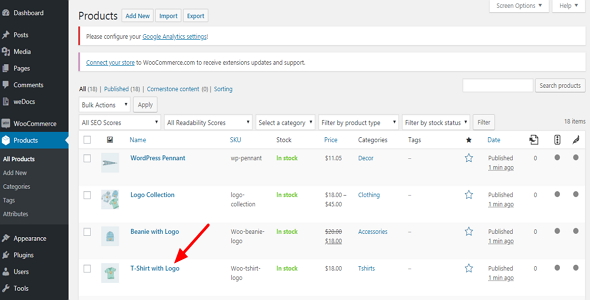 Dashboard
Posts
Media
Pages
Comments
weDocs
WooCommerce
Products
All Products
Add New
Categories
Tags
Attributes
Appearance
Plugins
Users
Tools
Screen Options ▼ Help ▼
Products Add New Import Export
Please configure your Google Analytics settings!
Connect your store to WooCommerce.com to receive extensions updates and support.
All (18) | Published (18) | Cornerstone content (0) | Sorting
Search products
Bulk Actions Apply
All SEO Scores All Readability Scores Select a category Filter by product type Filter by stock status Filter 18 items
Name SKU Stock Price Categories Tags Date
WordPress Pennant wp-pennant In stock $11.05 Decor – Published 0
1 min ago
Logo Collection logo- In stock $18.00 – Clothing – Published 0
collection $45.00 1 min ago
Beanie with Logo Woo-beanie- In stock $20.00 Accessories – Published 0
logo $18.00 1 min ago
T-Shirt with Logo Woo-tshirt- In stock $18.00 Tshirts – Published 0
logo 1 min ago